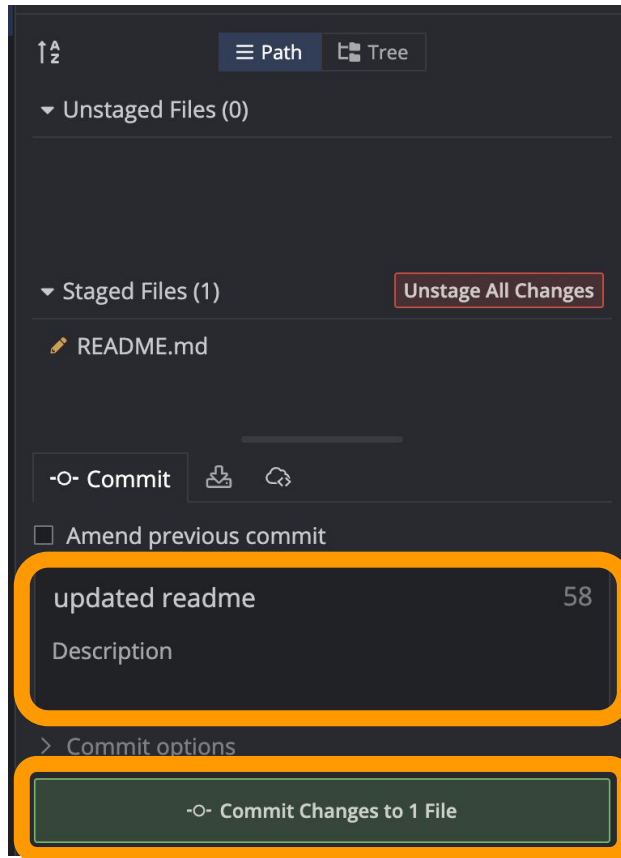 Path Tree
Unstaged Files (0)
Staged Files (1) Unstage All Changes
README.md
Commit
Amend previous commit
updated readme 58
Description
Commit options
Commit Changes to 1 File